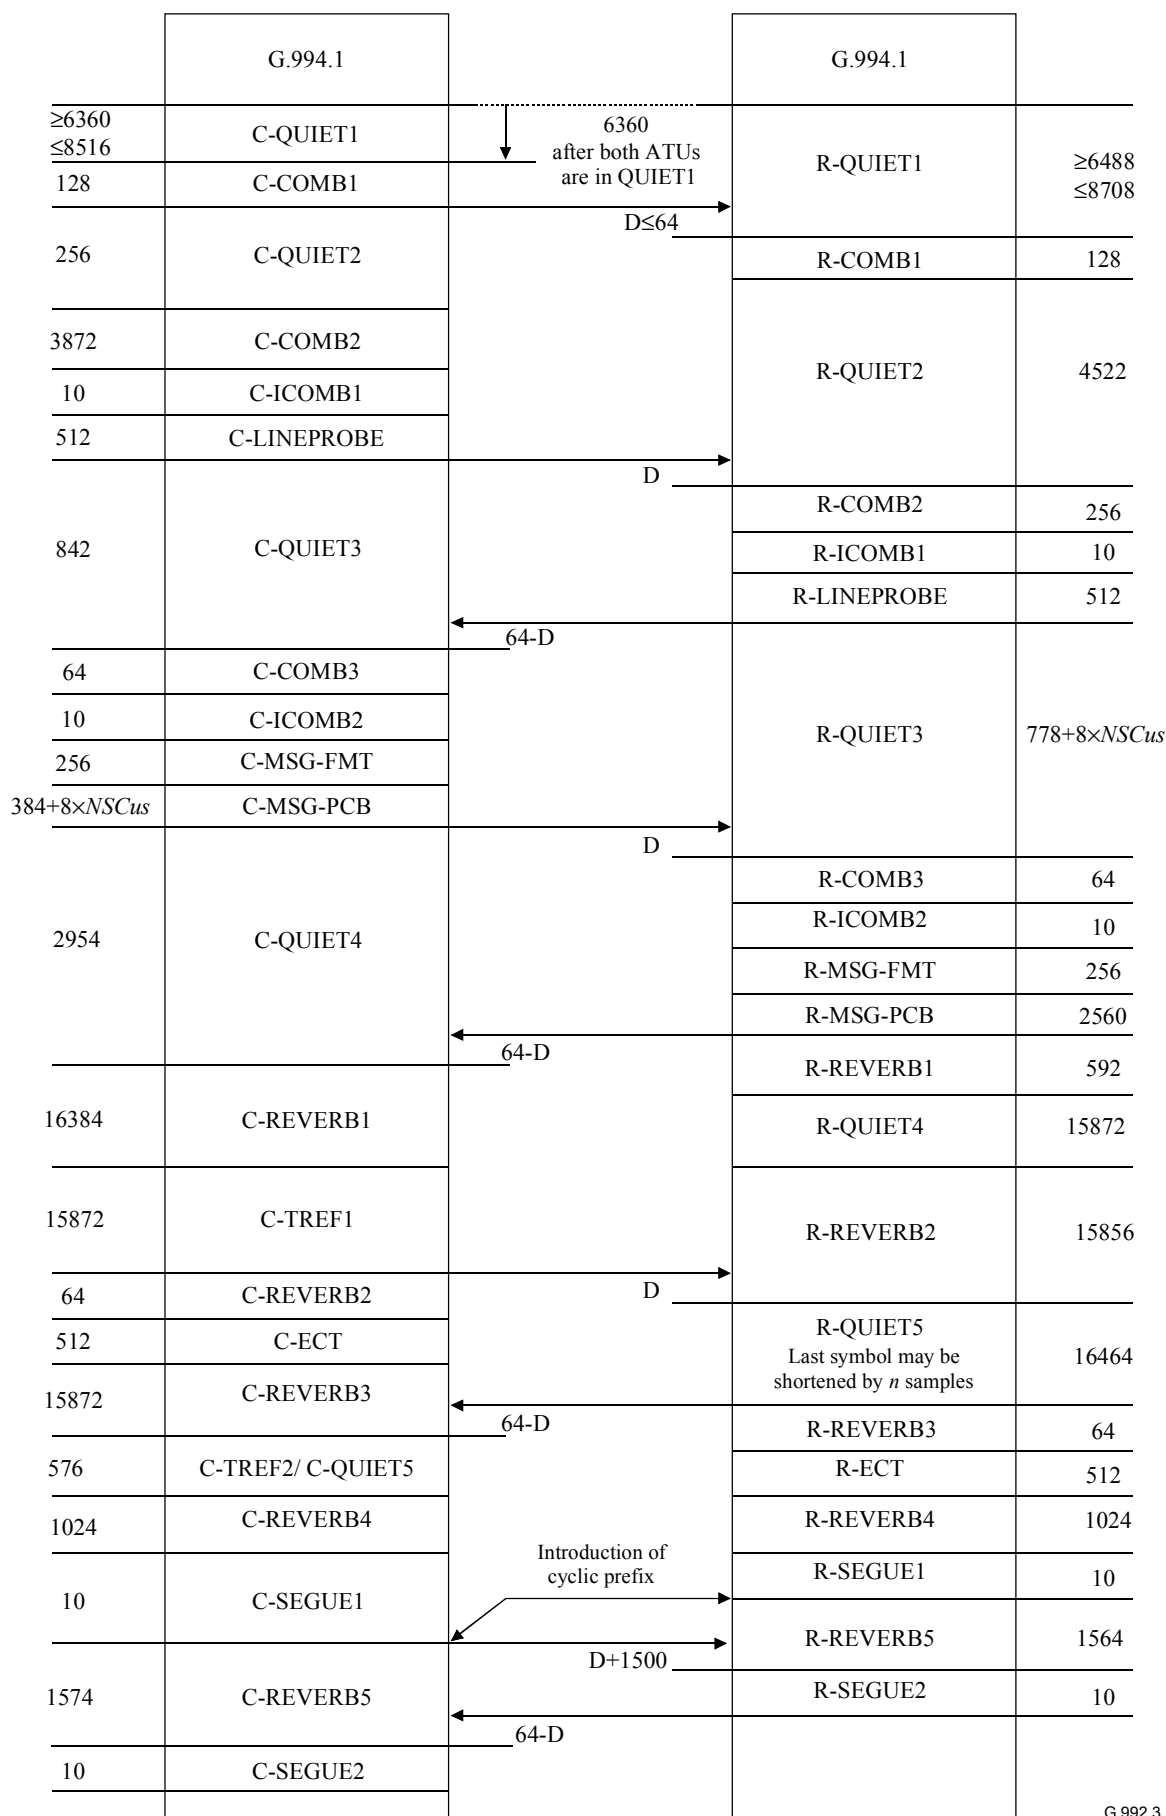 G.994.1
G.994.1
≥6360
≤8516
C-QUIET1
6360
after both ATUs
are in QUIET1
R-QUIET1
≥6488
≤8708
128
C-COMB1
D≤64
256
C-QUIET2
R-COMB1
128
3872
C-COMB2
R-QUIET2
4522
10
C-ICOMB1
512
C-LINEPROBE
D
R-COMB2
256
842
C-QUIET3
R-ICOMB1
10
R-LINEPROBE
512
64-D
64
C-COMB3
10
C-ICOMB2
R-QUIET3
778+8×NSCus
256
C-MSG-FMT
384+8×NSCus
C-MSG-PCB
D
R-COMB3
64
R-ICOMB2
10
2954
C-QUIET4
R-MSG-FMT
256
R-MSG-PCB
2560
64-D
R-REVERB1
592
16384
C-REVERB1
R-QUIET4
15872
15872
C-TREF1
R-REVERB2
15856
64
C-REVERB2
D
512
C-ECT
R-QUIET5
Last symbol may be
shortened by n samples
16464
15872
C-REVERB3
64-D
R-REVERB3
64
576
C-TREF2/ C-QUIET5
R-ECT
512
1024
C-REVERB4
R-REVERB4
1024
Introduction of
cyclic prefix
R-SEGUE1
10
10
C-SEGUE1
R-REVERB5
1564
D+1500
1574
C-REVERB5
R-SEGUE2
10
64-D
10
C-SEGUE2
G.992.3